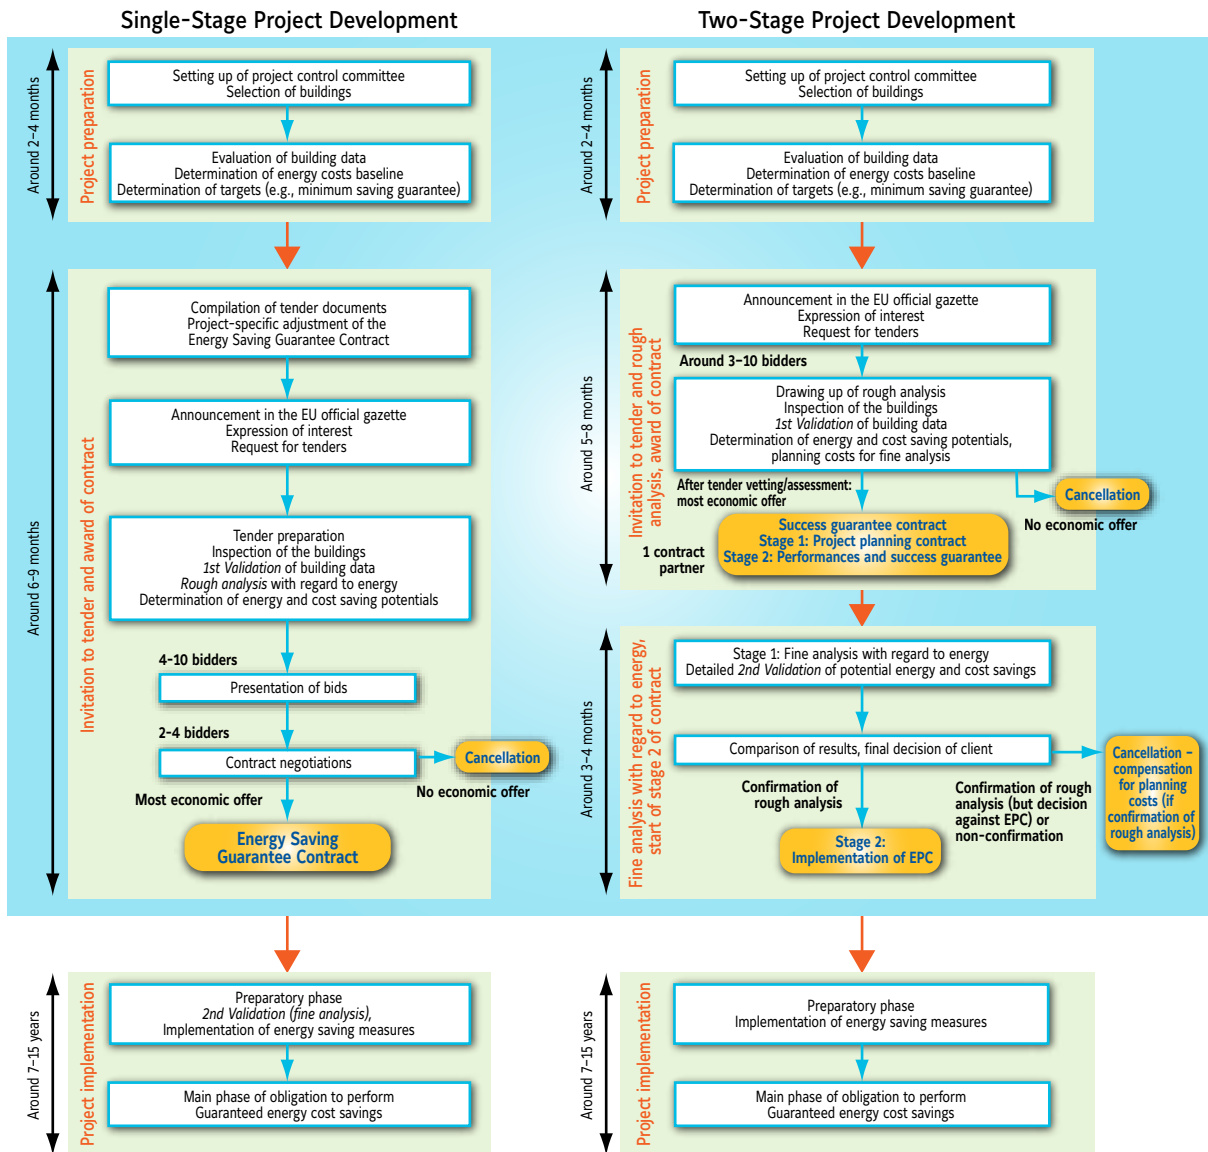 Single-Stage Project Development
Around 2–4 months
Project preparation
Setting up of project control committee
Selection of buildings
Evaluation of building data
Determination of energy costs baseline
Determination of targets (e.g., minimum saving guarantee)
Around 6–9 months
Invitation to tender and award of contract
Compilation of tender documents
Project-specific adjustment of the
Energy Saving Guarantee Contract
Announcement in the EU official gazette
Expression of interest
Request for tenders
Tender preparation
Inspection of the buildings
1st Validation of building data
Rough analysis with regard to energy
Determination of energy and cost saving potentials
4–10 bidders
Presentation of bids
2–4 bidders
Contract negotiations
Cancellation
No economic offer
Most economic offer
Energy Saving
Guarantee Contract
Around 7–15 years
Project implementation
Preparatory phase
2nd Validation (fine analysis),
Implementation of energy saving measures
Main phase of obligation to perform
Guaranteed energy cost savings
Two-Stage Project Development
Around 2–4 months
Project preparation
Setting up of project control committee
Selection of buildings
Evaluation of building data
Determination of energy costs baseline
Determination of targets (e.g., minimum saving guarantee)
Around 5–8 months
Invitation to tender and rough
analysis, award of contract
Announcement in the EU official gazette
Expression of interest
Request for tenders
Around 3–10 bidders
Drawing up of rough analysis
Inspection of the buildings
1st Validation of building data
Determination of energy and cost saving potentials,
planning costs for fine analysis
After tender vetting/assessment:
most economic offer
Cancellation
No economic offer
1 contract
partner
Success guarantee contract
Stage 1: Project planning contract
Stage 2: Performances and success guarantee
Around 3–4 months
Fine analysis with regard to energy,
start of stage 2 of contract
Stage 1: Fine analysis with regard to energy
Detailed 2nd Validation of potential energy and cost savings
Comparison of results, final decision of client
Confirmation of
rough analysis
Confirmation of rough
analysis (but decision
against EPC) or
non-confirmation
Cancellation –
compensation
for planning
costs (if
confirmation of
rough analysis)
Stage 2:
Implementation of EPC
Around 7–15 years
Project implementation
Preparatory phase
Implementation of energy saving measures
Main phase of obligation to perform
Guaranteed energy cost savings